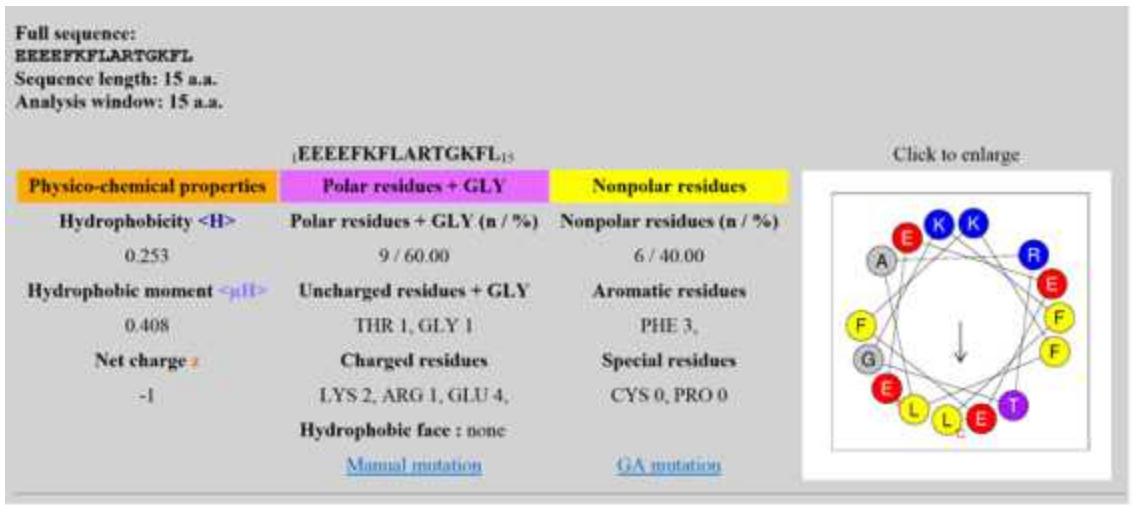 Full sequence:
EEEEFKFLARTGKFL
Sequence length: 15 a.a.
Analysis window: 15 a.a.
1EEEEFKFLARTGKFL15
Click to enlarge
Physico-chemical properties Polar residues + GLY Nonpolar residues
Hydrophobicity <H> Polar residues + GLY (n / %) Nonpolar residues (n / %)
0.253 9 / 60.00 6 / 40.00
Hydrophobic moment <µH> Uncharged residues + GLY Aromatic residues
0.408 THR 1, GLY 1 PHE 3,
Net charge z Charged residues Special residues
-1 LYS 2, ARG 1, GLU 4, CYS 0, PRO 0
Hydrophobic face : none
Manual mutation GA mutation
E K K
A R
E
F F
G F
E T
L L E
C